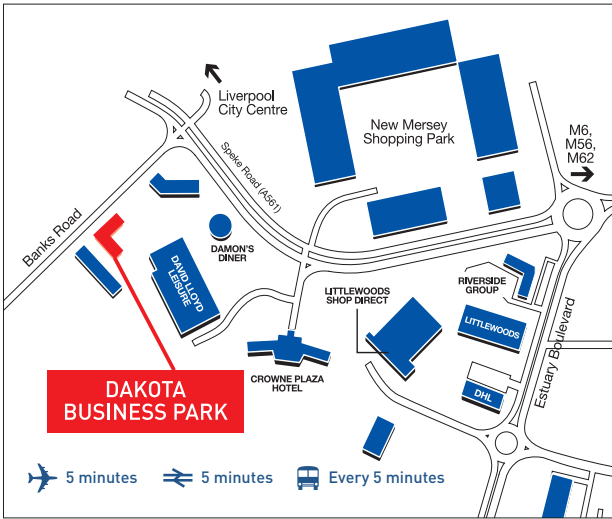 Liverpool
City Centre
New Mersey
Shopping Park
M6,
M56,
M62
Speke Road (A561)
Banks Road
DAMON'S
DINER
DAVID LLOYD
LEISURE
LITTLEWOODS
SHOP DIRECT
RIVERSIDE
GROUP
LITTLEWOODS
Estuary Boulevard
CROWNE PLAZA
HOTEL
DHL
DAKOTA
BUSINESS PARK
5 minutes
5 minutes
Every 5 minutes